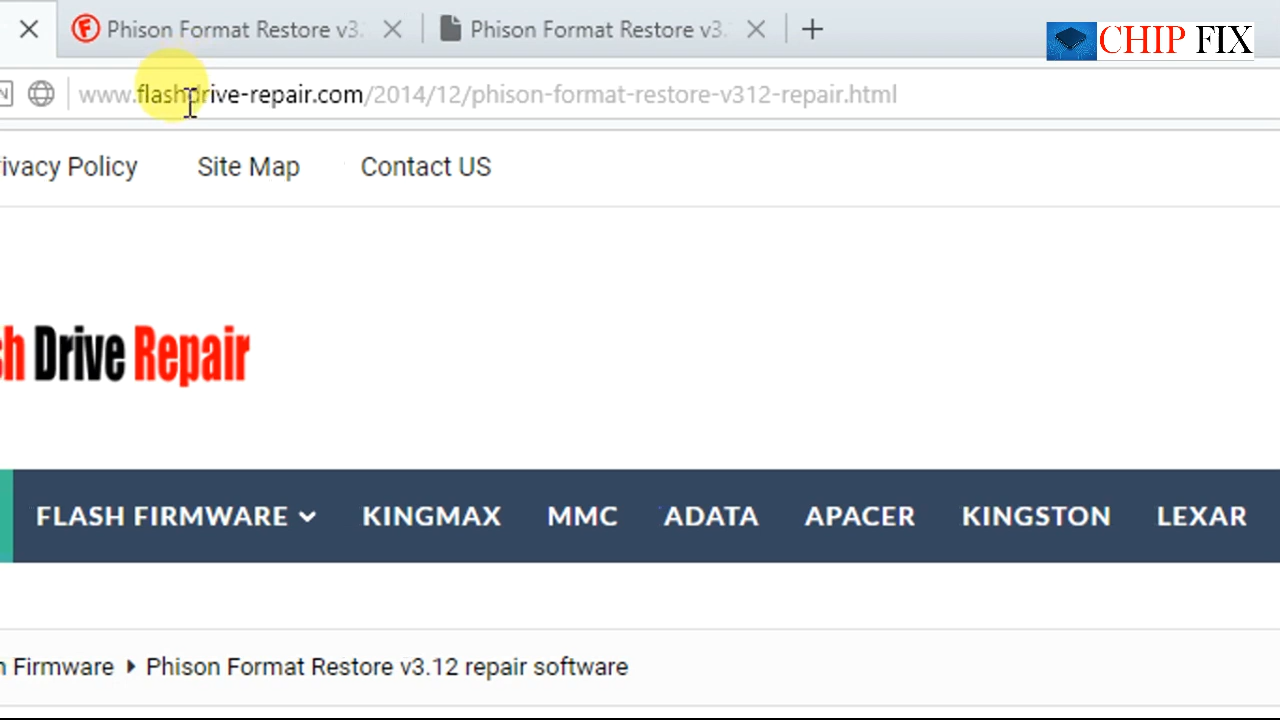 Phison Format Restore v3. Phison Format Restore v3. CHIP FIX
N www.flashdrive-repair.com/2014/12/phison-format-restore-v312-repair.html
rivacy Policy Site Map Contact US
sh Drive Repair
FLASH FIRMWARE KINGMAX MMC ADATA APACER KINGSTON LEXAR
h Firmware Phison Format Restore v3.12 repair software